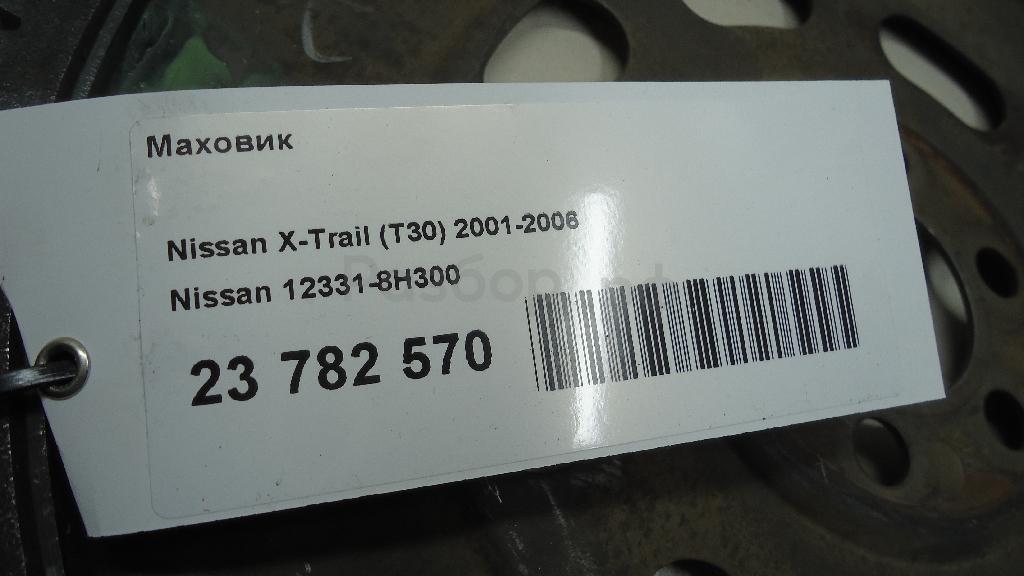 Маховик
Nissan X-Trail (T30) 2001-2006
Nissan 12331-8H300
23 782 570